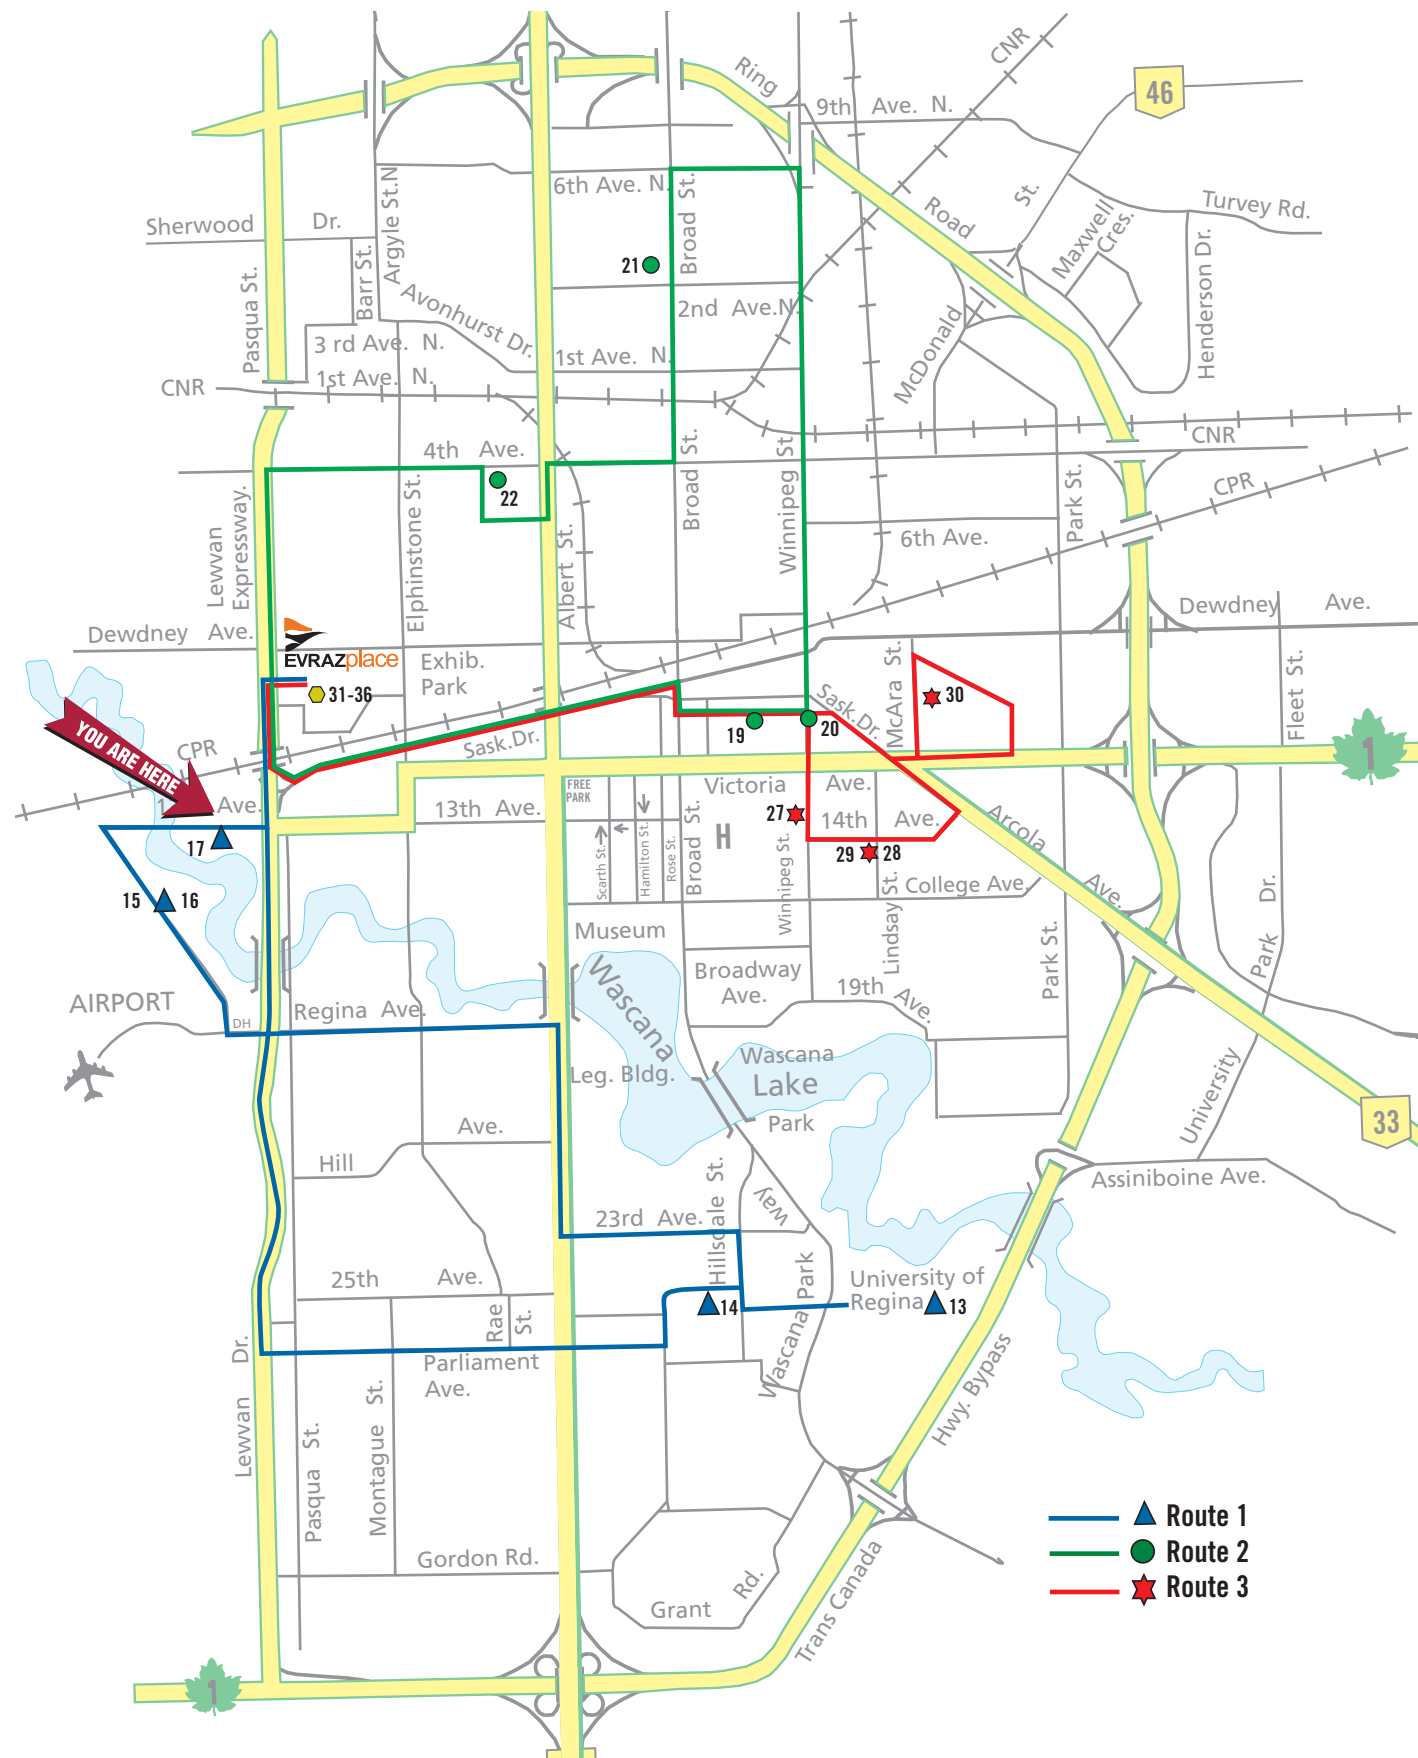 CNR
Ring
46
9th Ave. N.
6th Ave. N.
Argyle St.N
Broad St.
St.
Turvey Rd.
Maxwell
Cres.
Road
Sherwood Dr.
Barr St.
Pasqua St.
21
Henderson Dr.
Avonhurst Dr.
2nd Ave.N.
3 rd Ave. N.
1st Ave. N.
1st Ave. N.
McDonald
CNR
CNR
4th Ave.
22
Broad St.
Winnipeg St.
Park St.
CPR
Elphinstone St.
Lewvan
Expressway.
Albert St.
6th Ave.
Dewdney Ave.
Dewdney Ave.
EVRAZplace
Exhib.
Park
31-36
McAra St.
30
Fleet St.
Sask.Dr.
19
20
Sask.Dr.
CPR
YOU ARE HERE
1
Ave.
13th Ave.
FREE
PARK
Victoria Ave.
27
14th Ave.
H
Scarth St.
Hamilton St.
Rose St.
Broad St.
Winnipeg St.
29
28
Arcola Ave.
17
15
16
College Ave.
Lindsay St.
Park St.
Park Dr.
Museum
Broadway
Ave.
19th Ave.
Wascana
AIRPORT
DH
Regina Ave.
Wascana
Lake
Park
Leg. Bldg.
University
33
Ave.
Hill
Assiniboine Ave.
Hillsdale St.
way
23rd Ave.
25th Ave.
University of
Regina
13
14
Wascana Park
Rae St.
Lewvan Dr.
Parliament
Ave.
Hwy. Bypass
Pasqua St.
Montague St.
Gordon Rd.
Grant Rd.
Trans Canada
Route 1
Route 2
Route 3
1